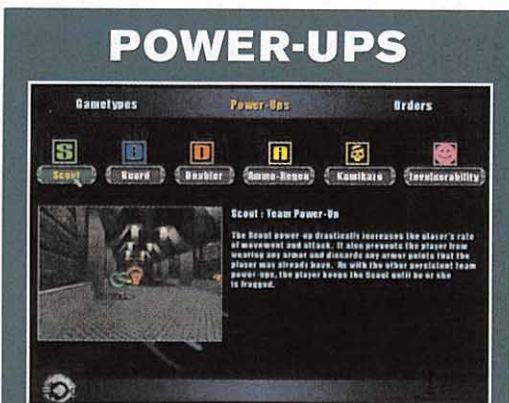 POWER-UPS
Gametypes Power-Ups Orders
S G D A
Scout Guard Doubler Ammo-Regen Kamikaze Invulnerability
Scout : Team Power-Up
The Scout power-up drastically increases the player's rate
of movement and attack. It also prevents the player from
wearing any armor and discards any armor points that the
player may already have. As with the other persistent team
power-ups, the player keeps the Scout until he or she
is fragged.